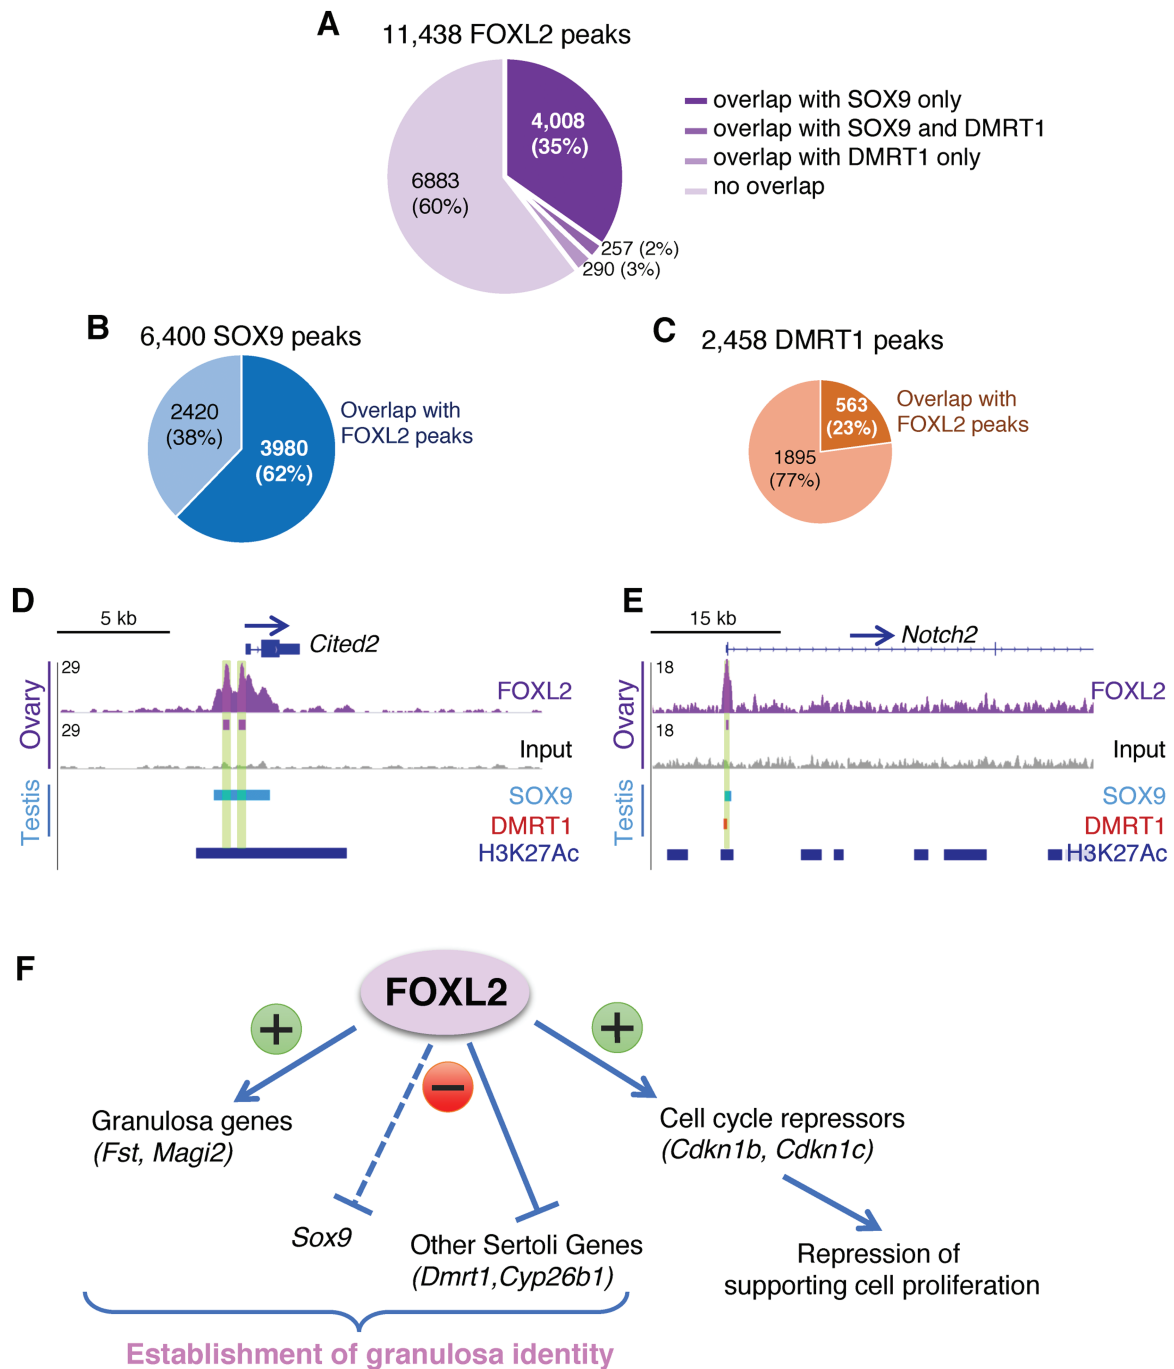 A
11,438 FOXL2 peaks
4,008
(35%)
6883
(60%)
257 (2%)
290 (3%)
overlap with SOX9 only
overlap with SOX9 and DMRT1
overlap with DMRT1 only
no overlap
B
6,400 SOX9 peaks
2420
(38%)
3980
(62%)
Overlap with
FOXL2 peaks
C
2,458 DMRT1 peaks
563
(23%)
1895
(77%)
Overlap with
FOXL2 peaks
D
5 kb
Cited2
Ovary
29
FOXL2
29
Input
Testis
SOX9
DMRT1
H3K27Ac
E
15 kb
Notch2
Ovary
18
FOXL2
18
Input
Testis
SOX9
DMRT1
H3K27Ac
F
FOXL2
+
−
+
Granulosa genes
(Fst, Magi2)
Sox9
Other Sertoli Genes
(Dmrt1,Cyp26b1)
Cell cycle repressors
(Cdkn1b, Cdkn1c)
Repression of
supporting cell proliferation
Establishment of granulosa identity